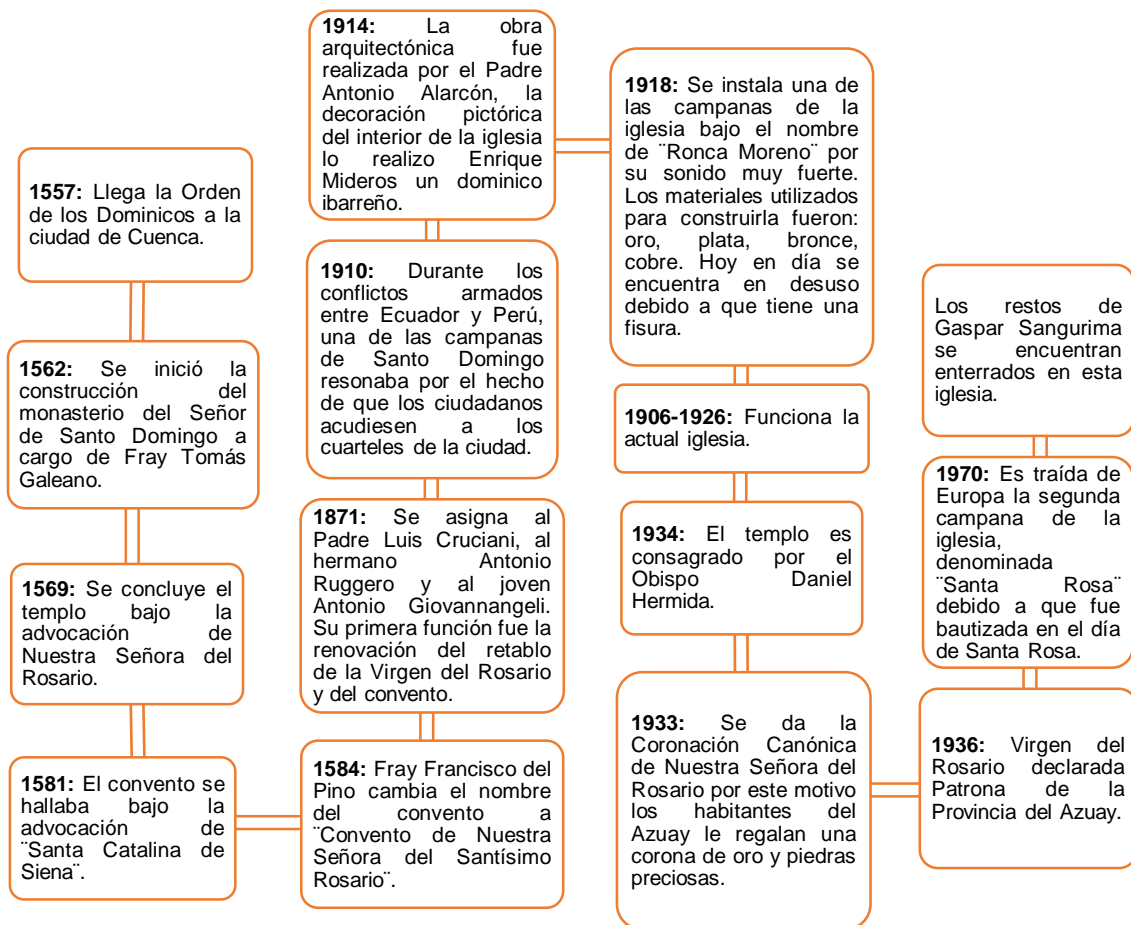 1557: Llega la Orden
de los Dominicos a la
ciudad de Cuenca.
1562: Se inició la
construcción del
monasterio del Señor
de Santo Domingo a
cargo de Fray Tomás
Galeano.
1569: Se concluye el
templo bajo la
advocación de
Nuestra Señora del
Rosario.
1581: El convento se
hallaba bajo la
advocación de
¨Santa Catalina de
Siena¨.
1584: Fray Francisco del
Pino cambia el nombre
del convento a
¨Convento de Nuestra
Señora del Santísimo
Rosario¨.
1871: Se asigna al
Padre Luis Cruciani, al
hermano Antonio
Ruggero y al joven
Antonio Giovannangeli.
Su primera función fue la
renovación del retablo
de la Virgen del Rosario
y del convento.
1910: Durante los
conflictos armados
entre Ecuador y Perú,
una de las campanas
de Santo Domingo
resonaba por el hecho
de que los ciudadanos
acudiesen a los
cuarteles de la ciudad.
1914: La obra
arquitectónica fue
realizada por el Padre
Antonio Alarcón, la
decoración pictórica
del interior de la iglesia
lo realizo Enrique
Mideros un dominico
ibarreño.
1918: Se instala una de
las campanas de la
iglesia bajo el nombre
de ¨Ronca Moreno¨ por
su sonido muy fuerte.
Los materiales utilizados
para construirla fueron:
oro, plata, bronce,
cobre. Hoy en día se
encuentra en desuso
debido a que tiene una
fisura.
1906-1926: Funciona la
actual iglesia.
1934: El templo es
consagrado por el
Obispo Daniel
Hermida.
1933: Se da la
Coronación Canónica
de Nuestra Señora del
Rosario por este motivo
los habitantes del
Azuay le regalan una
corona de oro y piedras
preciosas.
1936: Virgen del
Rosario declarada
Patrona de la
Provincia del Azuay.
1970: Es traída de
Europa la segunda
campana de la
iglesia,
denominada
¨Santa Rosa¨
debido a que fue
bautizada en el día
de Santa Rosa.
Los restos de
Gaspar Sangurima
se encuentran
enterrados en esta
iglesia.